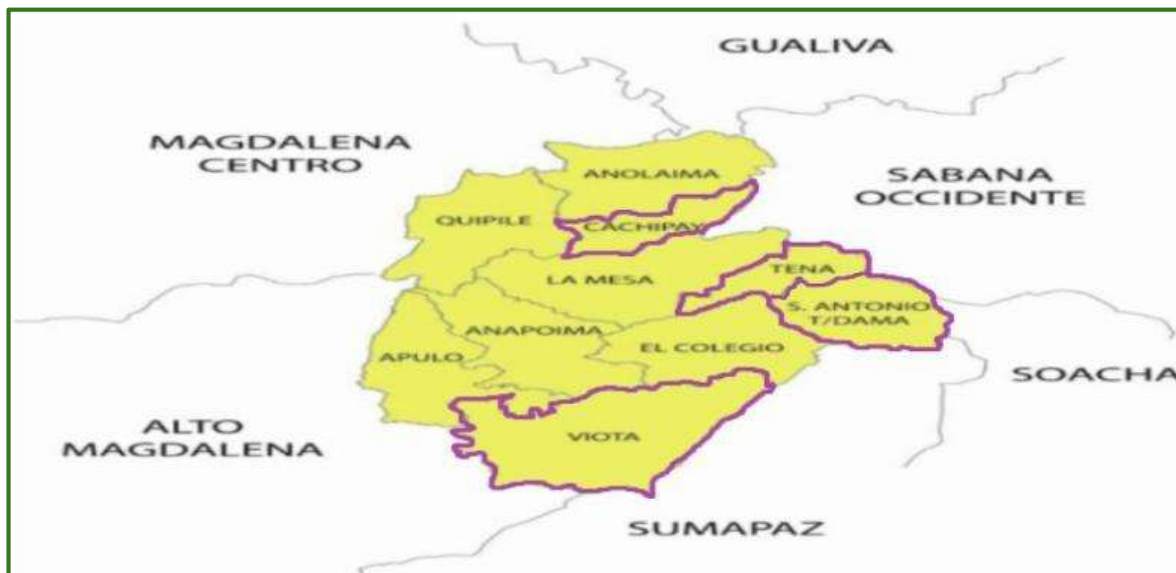 GUALIVA
MAGDALENA
CENTRO
ANOLAIMA
SABANA
OCCIDENTE
QUIPILE
CACHIPAY
TENA
LA MESA
S. ANTONIO
T/DAMA
ANAPOIMA
EL COLEGIO
APULO
SOACHA
ALTO
MAGDALENA
VIOTA
SUMAPAZ